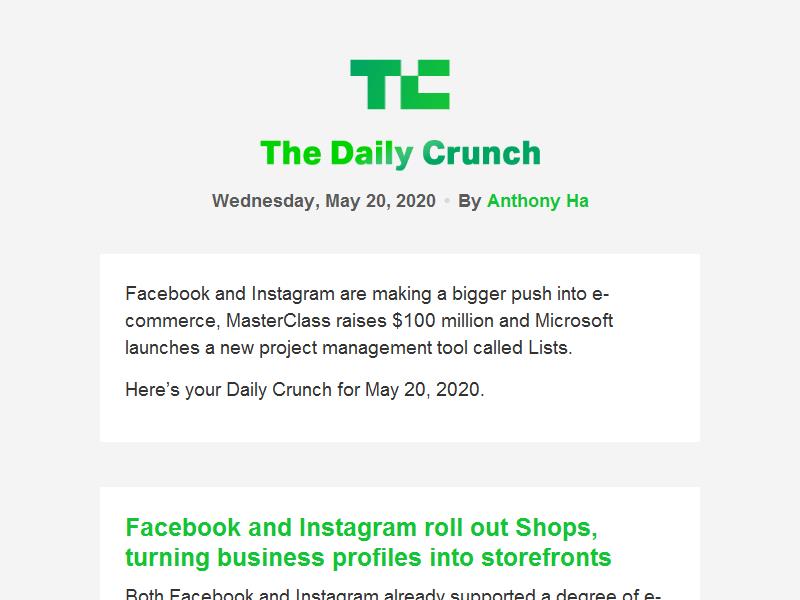 TC
The Daily Crunch
Wednesday, May 20, 2020 • By Anthony Ha
Facebook and Instagram are making a bigger push into e-
commerce, MasterClass raises $100 million and Microsoft
launches a new project management tool called Lists.
Here’s your Daily Crunch for May 20, 2020.
Facebook and Instagram roll out Shops,
turning business profiles into storefronts
Both Facebook and Instagram already supported a degree of e-